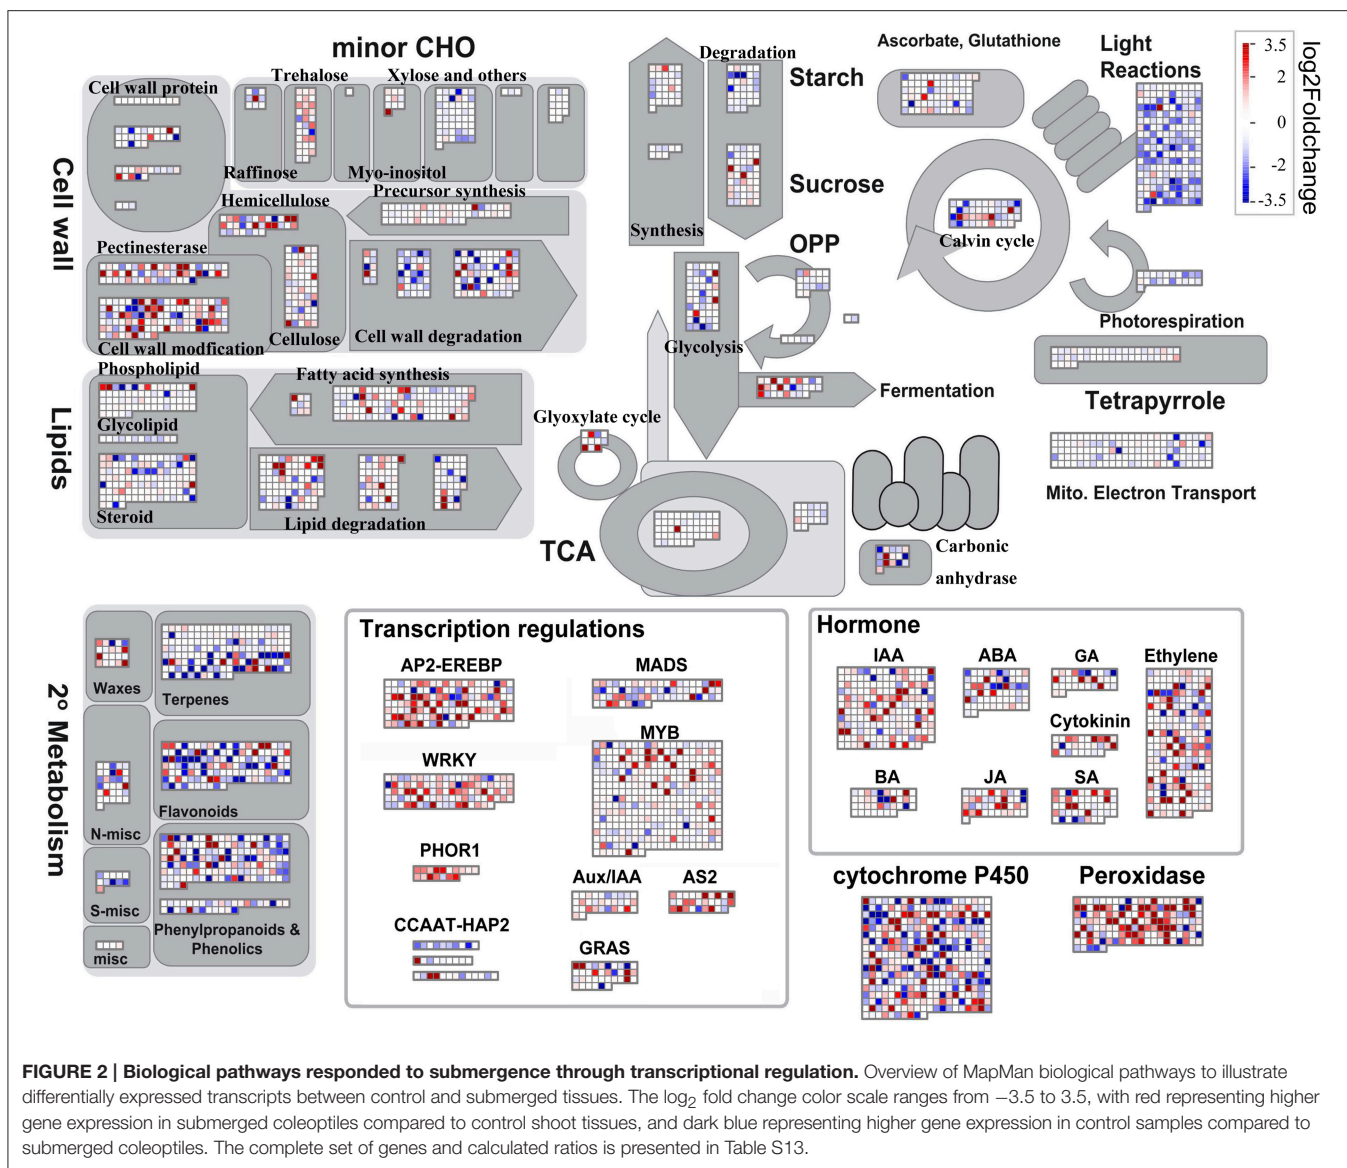 minor CHO
Cell wall protein
Trehalose
Xylose and others
Raffinose
Myo-inositol
Cell wall
Hemicellulose
Precursor synthesis
Pectinesterase
Cell wall modfication
Cellulose
Cell wall degradation
Lipids
Phospholipid
Fatty acid synthesis
Glycolipid
Steroid
Lipid degradation
Degradation
Starch
Sucrose
Synthesis
OPP
Glycolysis
Fermentation
Glyoxylate cycle
TCA
Carbonic
anhydrase
Ascorbate, Glutathione
Light
Reactions
Calvin cycle
Photorespiration
Tetrapyrrole
Mito. Electron Transport
3.5
2
0
-2
-3.5
log2Foldchange
2° Metabolism
Waxes
Terpenes
N-misc
Flavonoids
S-misc
misc
Phenylpropanoids &
Phenolics
Transcription regulations
AP2-EREBP
MADS
WRKY
MYB
PHOR1
Aux/IAA
AS2
CCAAT-HAP2
GRAS
Hormone
IAA
ABA
GA
Ethylene
Cytokinin
BA
JA
SA
cytochrome P450
Peroxidase
FIGURE 2 | Biological pathways responded to submergence through transcriptional regulation. Overview of MapMan biological pathways to illustrate
differentially expressed transcripts between control and submerged tissues. The log2 fold change color scale ranges from −3.5 to 3.5, with red representing higher
gene expression in submerged coleoptiles compared to control shoot tissues, and dark blue representing higher gene expression in control samples compared to
submerged coleoptiles. The complete set of genes and calculated ratios is presented in Table S13.